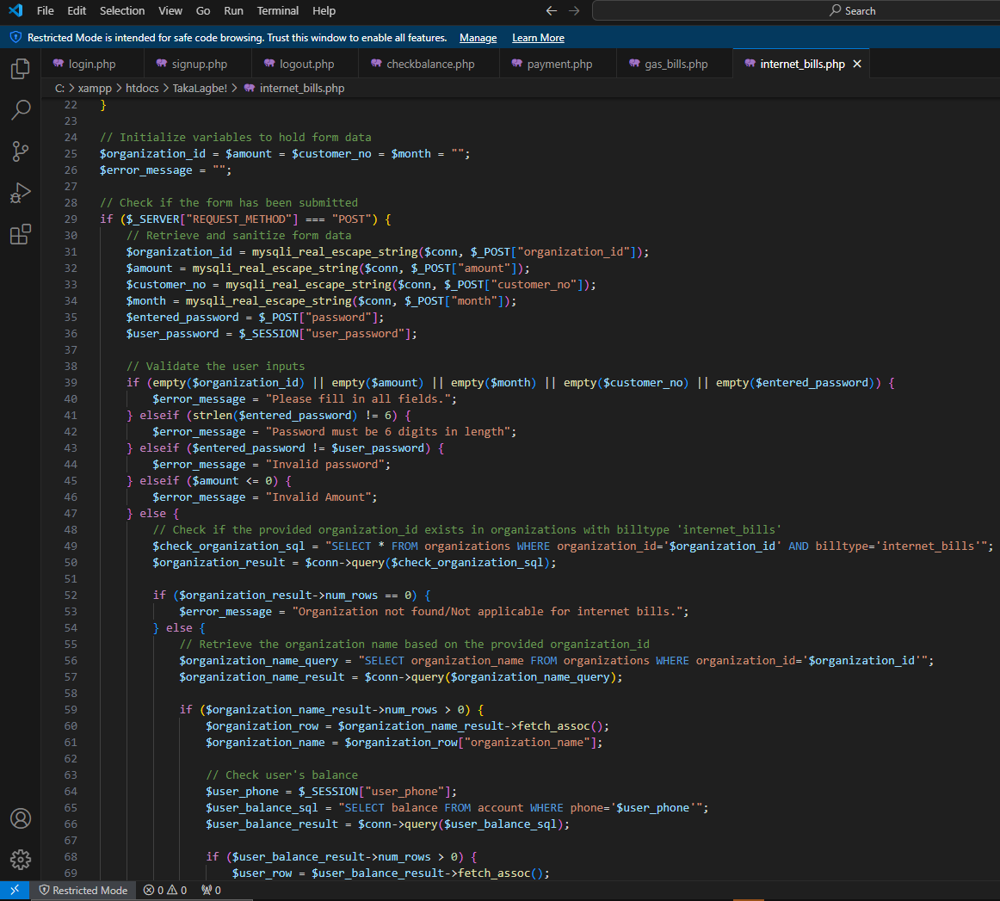 File Edit Selection View Go Run Terminal Help Search
Restricted Mode is intended for safe code browsing. Trust this window to enable all features. Manage Learn More
login.php signup.php logout.php checkbalance.php payment.php gas_bills.php internet_bills.php
C: > xampp > htdocs > TakaLagbe! > internet_bills.php
22 }
23
24 // Initialize variables to hold form data
25 $organization_id = $amount = $customer_no = $month = "";
26 $error_message = "";
27
28 // Check if the form has been submitted
29 if ($_SERVER["REQUEST_METHOD"] === "POST") {
30 // Retrieve and sanitize form data
31 $organization_id = mysqli_real_escape_string($conn, $_POST["organization_id"]);
32 $amount = mysqli_real_escape_string($conn, $_POST["amount"]);
33 $customer_no = mysqli_real_escape_string($conn, $_POST["customer_no"]);
34 $month = mysqli_real_escape_string($conn, $_POST["month"]);
35 $entered_password = $_POST["password"];
36 $user_password = $_SESSION["user_password"];
37
38 // Validate the user inputs
39 if (empty($organization_id) || empty($amount) || empty($month) || empty($customer_no) || empty($entered_password)) {
40 $error_message = "Please fill in all fields.";
41 } elseif (strlen($entered_password) != 6) {
42 $error_message = "Password must be 6 digits in length";
43 } elseif ($entered_password != $user_password) {
44 $error_message = "Invalid password";
45 } elseif ($amount <= 0) {
46 $error_message = "Invalid Amount";
47 } else {
48 // Check if the provided organization_id exists in organizations with billtype 'internet_bills'
49 $check_organization_sql = "SELECT * FROM organizations WHERE organization_id='$organization_id' AND billtype='internet_bills'";
50 $organization_result = $conn->query($check_organization_sql);
51
52 if ($organization_result->num_rows == 0) {
53 $error_message = "Organization not found/Not applicable for internet bills.";
54 } else {
55 // Retrieve the organization name based on the provided organization_id
56 $organization_name_query = "SELECT organization_name FROM organizations WHERE organization_id='$organization_id'";
57 $organization_name_result = $conn->query($organization_name_query);
58
59 if ($organization_name_result->num_rows > 0) {
60 $organization_row = $organization_name_result->fetch_assoc();
61 $organization_name = $organization_row["organization_name"];
62
63 // Check user's balance
64 $user_phone = $_SESSION["user_phone"];
65 $user_balance_sql = "SELECT balance FROM account WHERE phone='$user_phone'";
66 $user_balance_result = $conn->query($user_balance_sql);
67
68 if ($user_balance_result->num_rows > 0) {
69 $user_row = $user_balance_result->fetch_assoc();
Restricted Mode 0 0 0